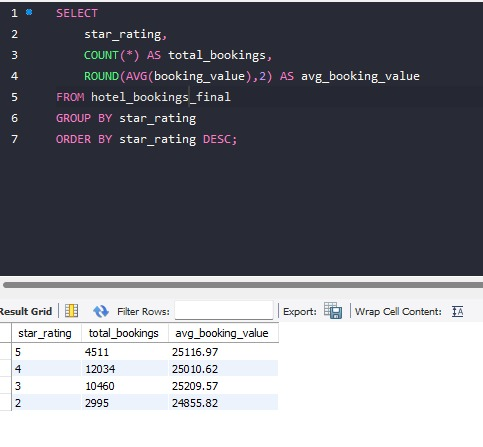 1 SELECT
2 star_rating,
3 COUNT(*) AS total_bookings,
4 ROUND(AVG(booking_value),2) AS avg_booking_value
5 FROM hotel_bookings_final
6 GROUP BY star_rating
7 ORDER BY star_rating DESC;
Result Grid Filter Rows: Export: Wrap Cell Content: IA
star_rating total_bookings avg_booking_value
5 4511 25116.97
4 12034 25010.62
3 10460 25209.57
2 2995 24855.82